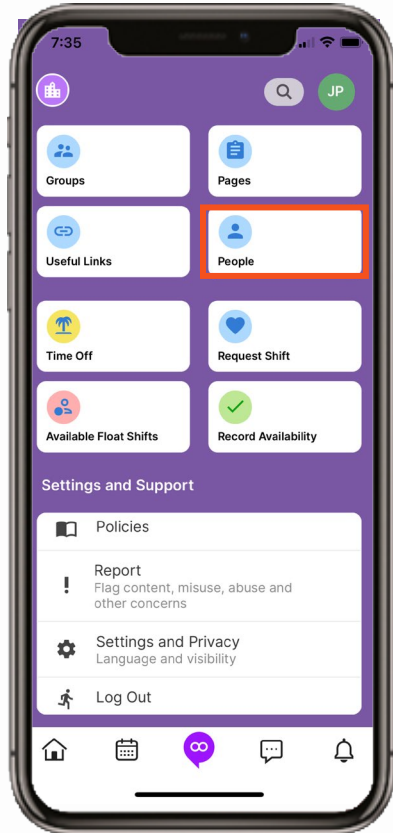 7:35
JP
Groups
Pages
Useful Links
People
Time Off
Request Shift
Available Float Shifts
Record Availability
Settings and Support
Policies
Report
Flag content, misuse, abuse and
other concerns
Settings and Privacy
Language and visibility
Log Out